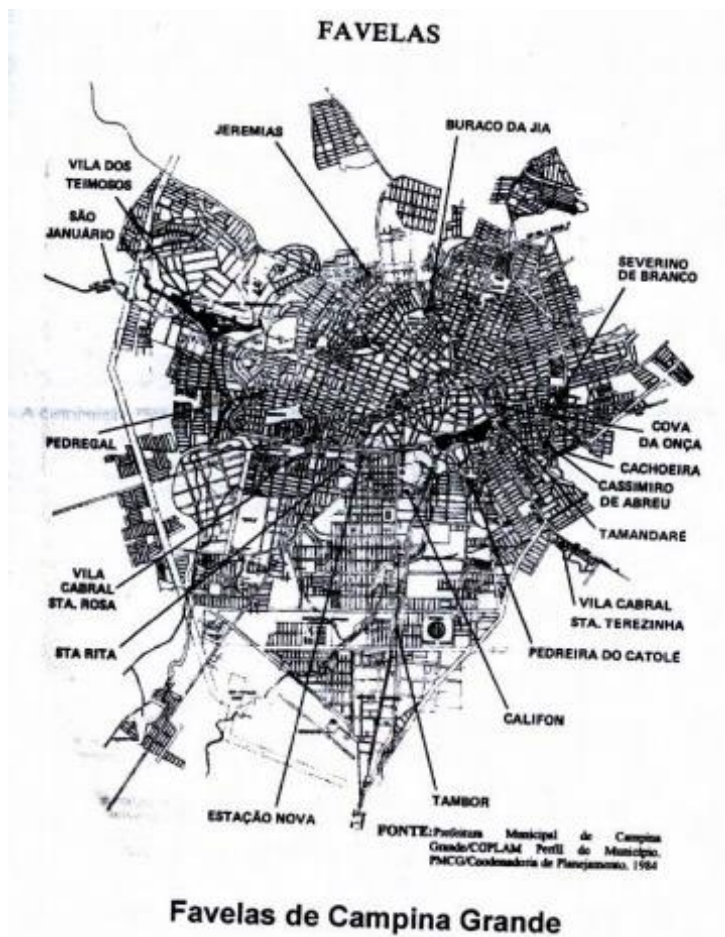 FAVELAS
JEREMIAS
BURACO DA JIA
VILA DOS
TEIMOSOS
SÃO
JANUÁRIO
SEVERINO
DE BRANCO
PEDREGAL
COVA
DA ONÇA
CACHOEIRA
CASSIMIRO
DE ABREU
TAMANDARÉ
VILA
CABRAL
STA. ROSA
VILA CABRAL
STA. TEREZINHA
STA RITA
PEDREIRA DO CATOLÉ
CALIFON
TAMBOR
ESTAÇÃO NOVA
FONTE:Prefeitura Municipal de Campina
Grande/COPLAM Perfil do Município.
PMCG/Coodenadoria de Planejamento, 1984
Favelas de Campina Grande